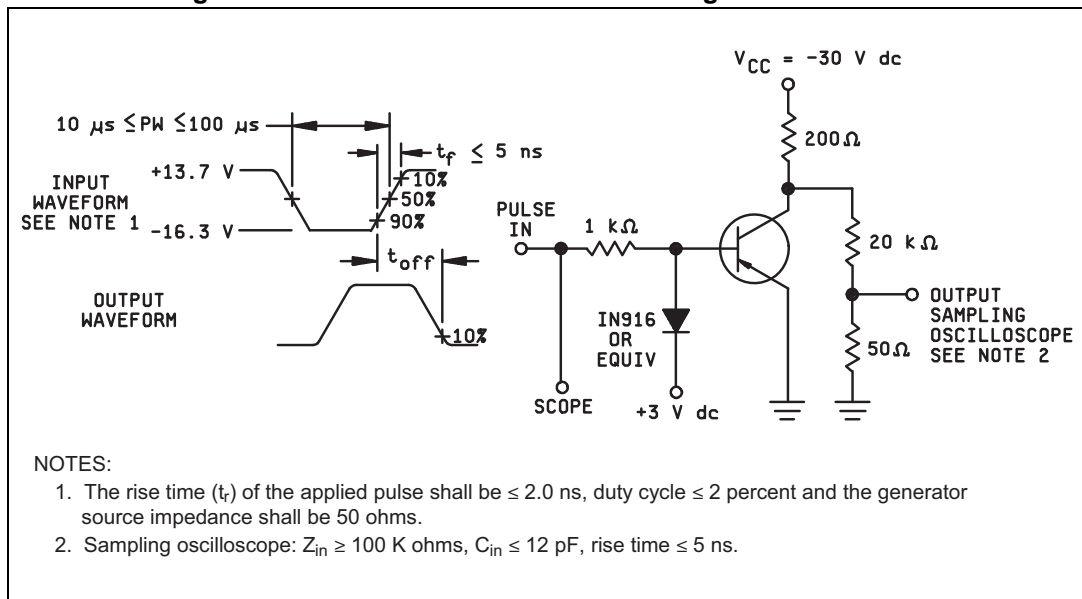 10 μs ≤PW ≤100 μs
t_f ≤ 5 ns
+13.7 V
10%
INPUT
WAVEFORM
SEE NOTE 1
50%
90%
-16.3 V
t_off
OUTPUT
WAVEFORM
10%
V_CC = -30 V dc
200Ω
PULSE
IN
1 kΩ
20 kΩ
OUTPUT
SAMPLING
OSCILLOSCOPE
SEE NOTE 2
IN916
OR
EQUIV
50Ω
SCOPE
+3 V dc
NOTES:
1. The rise time (t_r) of the applied pulse shall be ≤ 2.0 ns, duty cycle ≤ 2 percent and the generator
source impedance shall be 50 ohms.
2. Sampling oscilloscope: Z_in ≥ 100 K ohms, C_in ≤ 12 pF, rise time ≤ 5 ns.